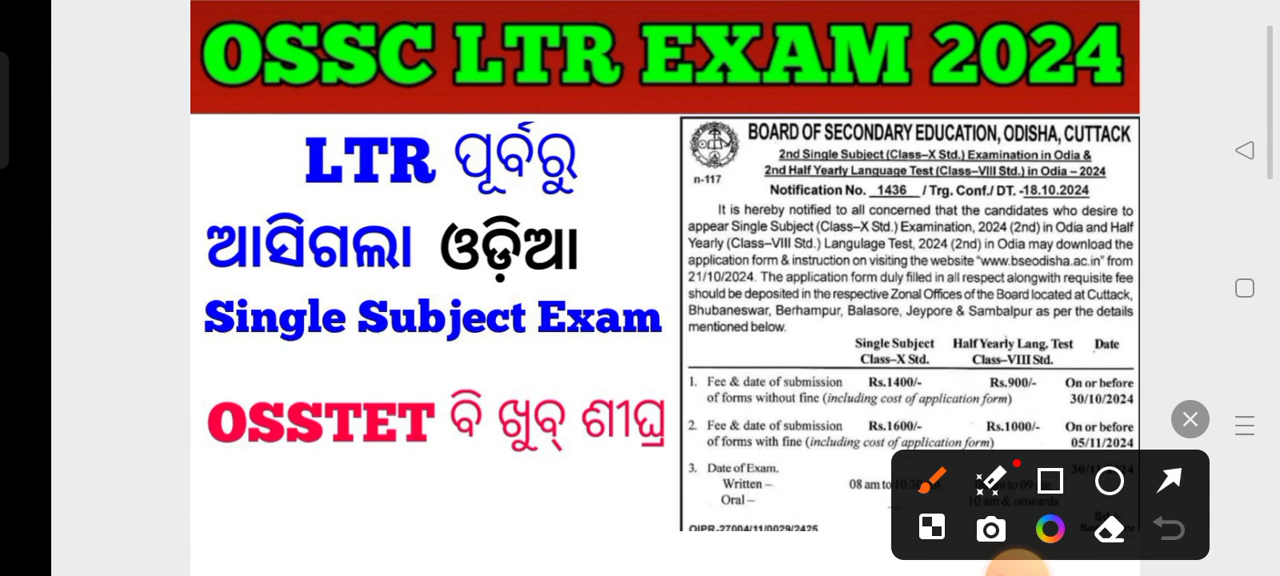 OSSC LTR EXAM 2024
LTR ପୂର୍ବରୁ
ଆସିଗଲା ଓଡ଼ିଆ
Single Subject Exam
OSSTET ବି ଖୁବ୍ ଶୀଘ୍ର
BOARD OF SECONDARY EDUCATION, ODISHA, CUTTACK
2nd Single Subject (Class–X Std.) Examination in Odia &
2nd Half Yearly Language Test (Class–VIII Std.) in Odia – 2024
n-117
Notification No. 1436 / Trg. Conf./ DT. -18.10.2024
It is hereby notified to all concerned that the candidates who desire to
appear Single Subject (Class–X Std.) Examination, 2024 (2nd) in Odia and Half
Yearly (Class–VIII Std.) Langulage Test, 2024 (2nd) in Odia may download the
application form & instruction on visiting the website "www.bseodisha.ac.in" from
21/10/2024. The application form duly filled in all respect alongwith requisite fee
should be deposited in the respective Zonal Offices of the Board located at Cuttack,
Bhubaneswar, Berhampur, Balasore, Jeypore & Sambalpur as per the details
mentioned below.
Single Subject Half Yearly Lang. Test Date
Class–X Std. Class–VIII Std.
1. Fee & date of submission Rs.1400/- Rs.900/- On or before
of forms without fine (including cost of application form) 30/10/2024
2. Fee & date of submission Rs.1600/- Rs.1000/- On or before
of forms with fine (including cost of application form) 05/11/2024
3. Date of Exam.
Written – 08 am to
Oral – 10 am & onwards
OIPR-27004/11/0029/2425